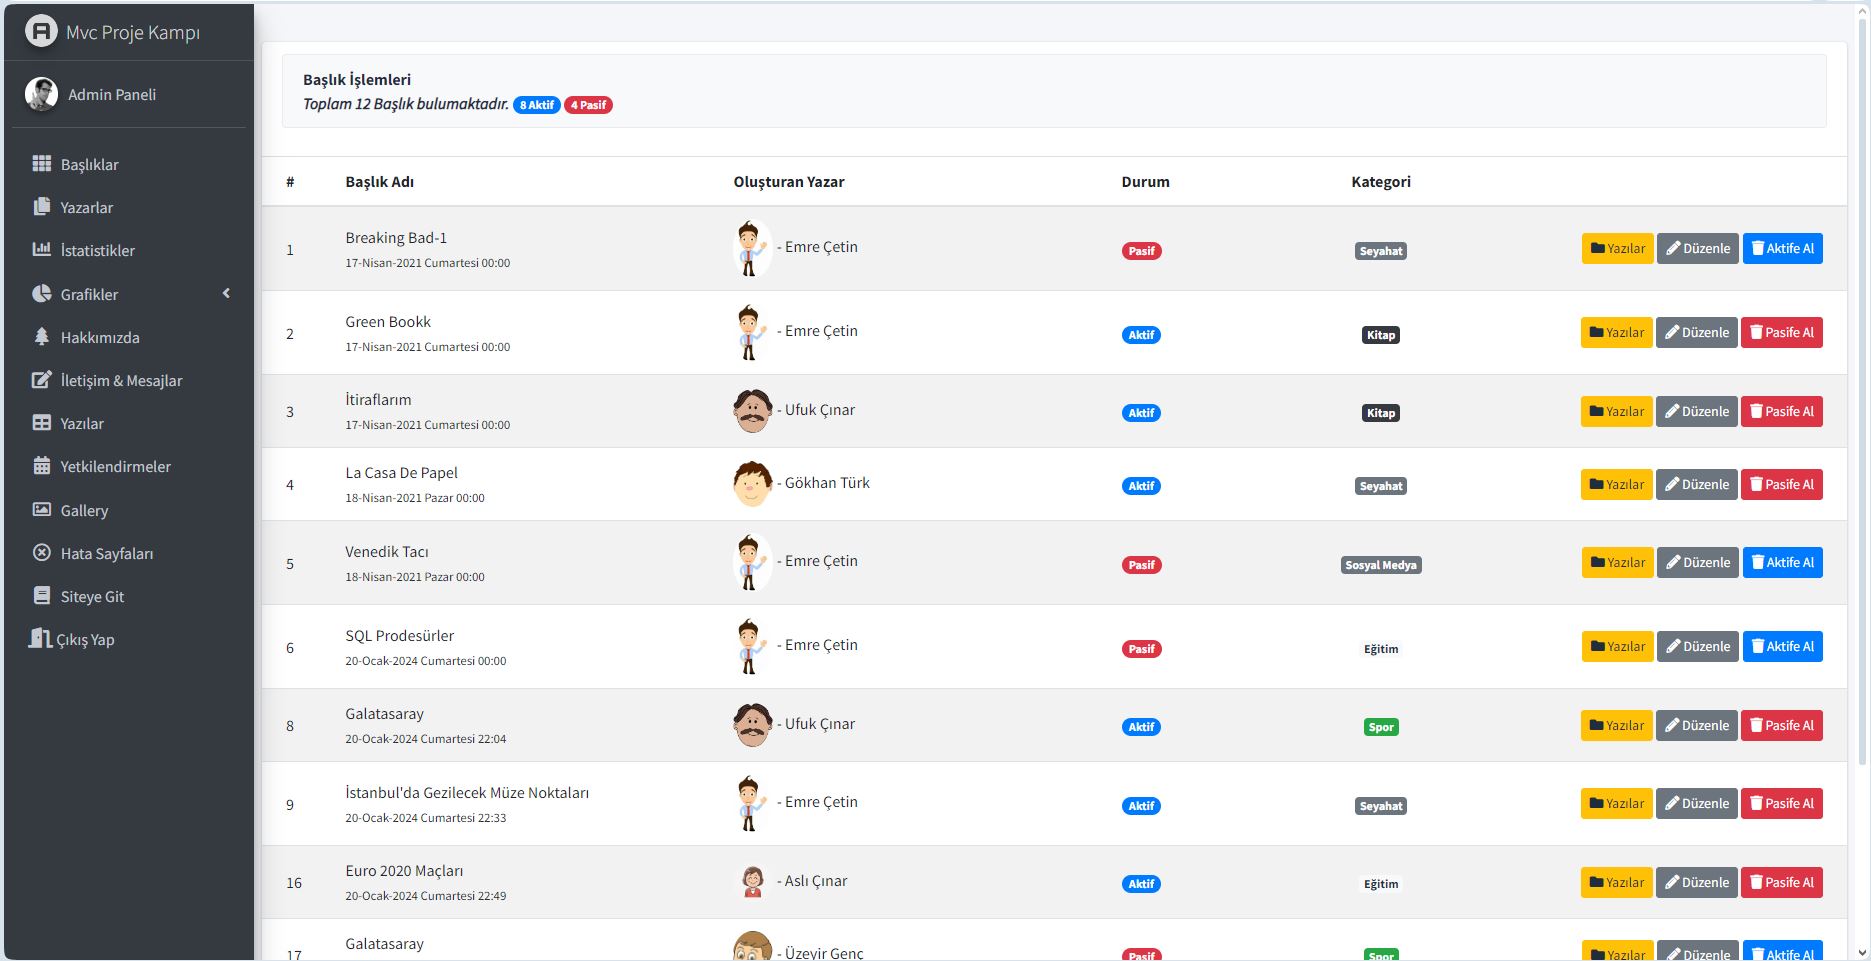 Mvc Proje Kampı
Admin Paneli
Başlıklar
Yazarlar
İstatistikler
Grafikler
Hakkımızda
İletişim & Mesajlar
Yazılar
Yetkilendirmeler
Gallery
Hata Sayfaları
Siteye Git
Çıkış Yap
Başlık İşlemleri
Toplam 12 Başlık bulunmaktadır. 8 Aktif 4 Pasif
# Başlık Adı Oluşturan Yazar Durum Kategori
1 Breaking Bad-1 - Emre Çetin Pasif Seyahat Yazılar Düzenle Aktife Al
17-Nisan-2021 Cumartesi 00:00
2 Green Bookk - Emre Çetin Aktif Kitap Yazılar Düzenle Pasife Al
17-Nisan-2021 Cumartesi 00:00
3 İtiraflarım - Ufuk Çınar Aktif Kitap Yazılar Düzenle Pasife Al
17-Nisan-2021 Cumartesi 00:00
4 La Casa De Papel - Gökhan Türk Aktif Seyahat Yazılar Düzenle Pasife Al
18-Nisan-2021 Pazar 00:00
5 Venedik Tacı - Emre Çetin Pasif Sosyal Medya Yazılar Düzenle Aktife Al
18-Nisan-2021 Pazar 00:00
6 SQL Prodesürler - Emre Çetin Pasif Eğitim Yazılar Düzenle Aktife Al
20-Ocak-2024 Cumartesi 00:00
8 Galatasaray - Ufuk Çınar Aktif Spor Yazılar Düzenle Pasife Al
20-Ocak-2024 Cumartesi 22:04
9 İstanbul'da Gezilecek Müze Noktaları - Emre Çetin Aktif Seyahat Yazılar Düzenle Pasife Al
20-Ocak-2024 Cumartesi 22:33
16 Euro 2020 Maçları - Aslı Çınar Aktif Eğitim Yazılar Düzenle Pasife Al
20-Ocak-2024 Cumartesi 22:49
17 Galatasaray - Üzeyir Genç Pasif Spor Yazılar Düzenle Aktife Al